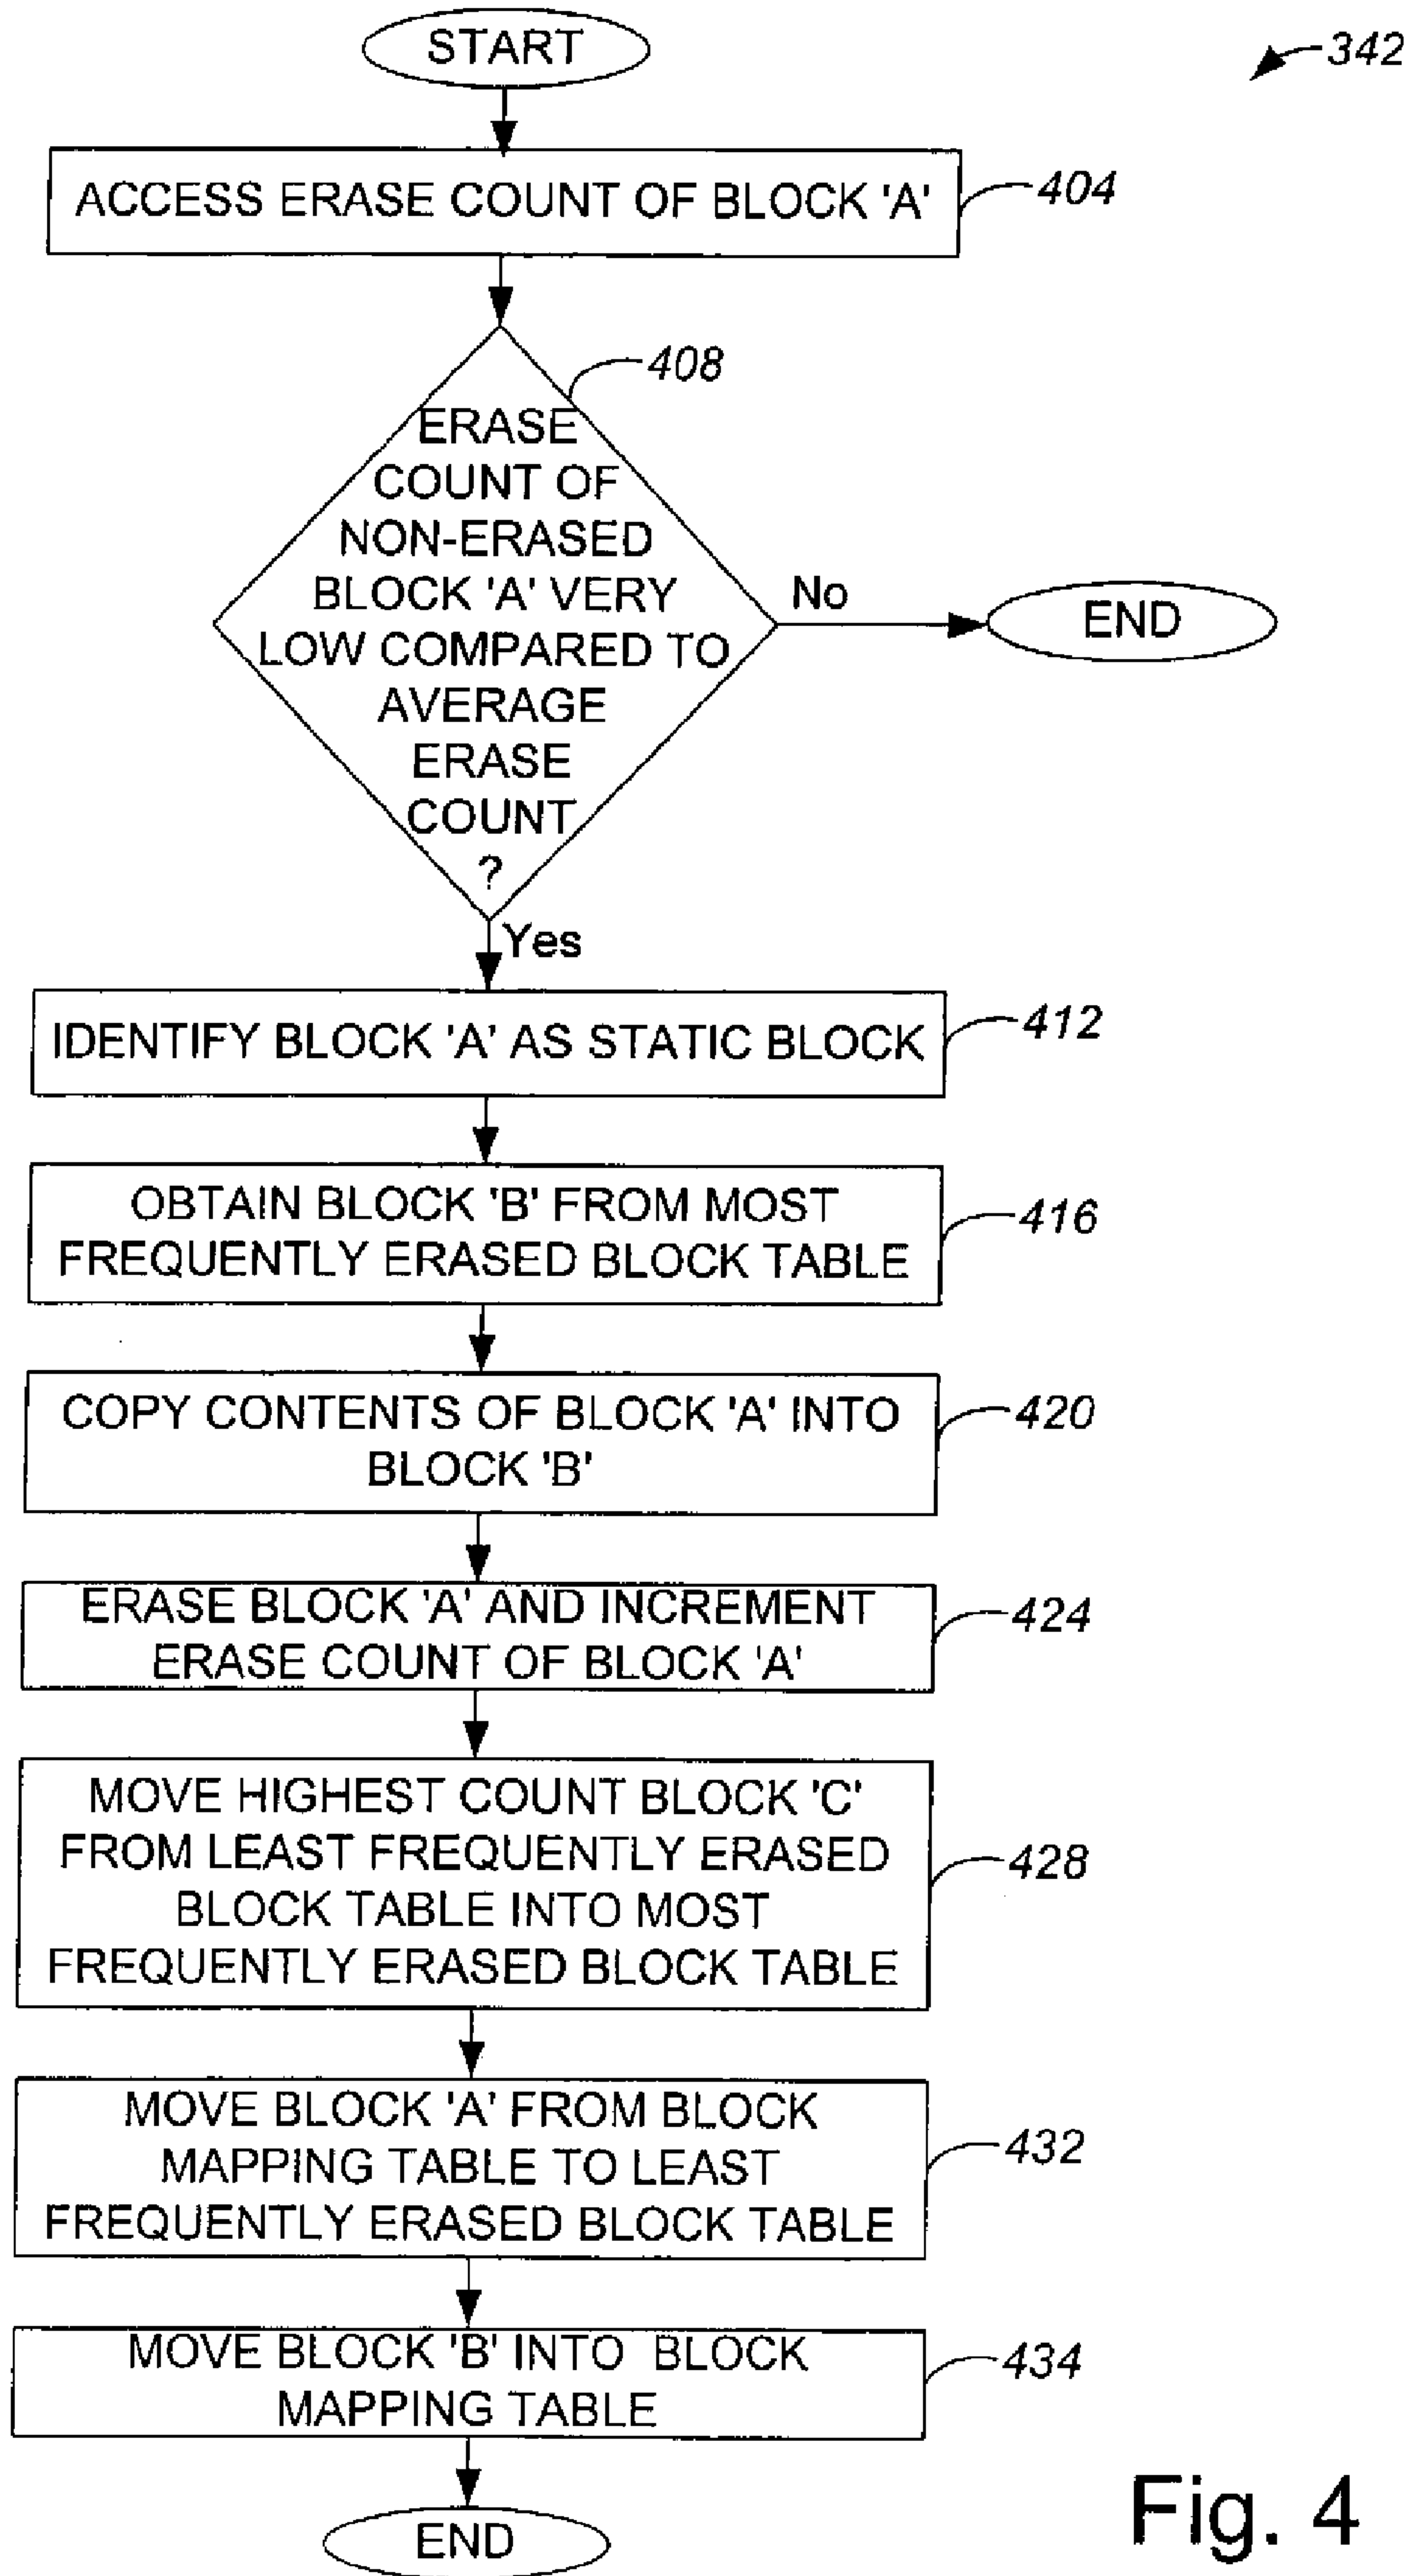 START
342
ACCESS ERASE COUNT OF BLOCK 'A'
404
408
ERASE
COUNT OF
NON-ERASED
BLOCK 'A' VERY
LOW COMPARED TO
AVERAGE
ERASE
COUNT
?
No
END
Yes
IDENTIFY BLOCK 'A' AS STATIC BLOCK
412
OBTAIN BLOCK 'B' FROM MOST
FREQUENTLY ERASED BLOCK TABLE
416
COPY CONTENTS OF BLOCK 'A' INTO
BLOCK 'B'
420
ERASE BLOCK 'A' AND INCREMENT
ERASE COUNT OF BLOCK 'A'
424
MOVE HIGHEST COUNT BLOCK 'C'
FROM LEAST FREQUENTLY ERASED
BLOCK TABLE INTO MOST
FREQUENTLY ERASED BLOCK TABLE
428
MOVE BLOCK 'A' FROM BLOCK
MAPPING TABLE TO LEAST
FREQUENTLY ERASED BLOCK TABLE
432
MOVE BLOCK 'B' INTO BLOCK
MAPPING TABLE
434
END
Fig. 4